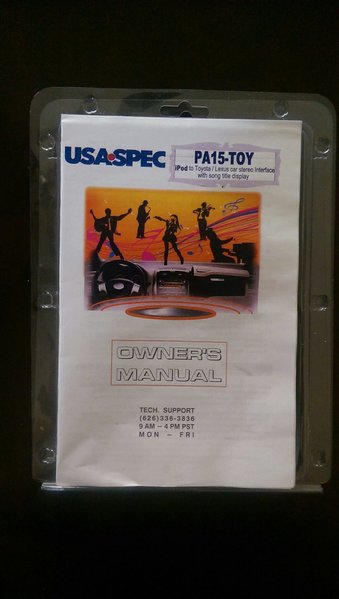 USA SPEC
PA15-TOY
iPod to Toyota / Lexus car stereo Interface
with song title display
OWNER'S
MANUAL
TECH. SUPPORT
(626)336-3836
9 AM – 4 PM PST
MON – FRI